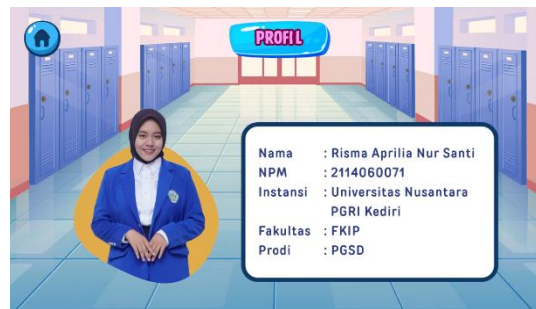 PROFIL
Nama : Risma Aprilia Nur Santi
NPM : 2114060071
Instansi : Universitas Nusantara
PGRI Kediri
Fakultas : FKIP
Prodi : PGSD